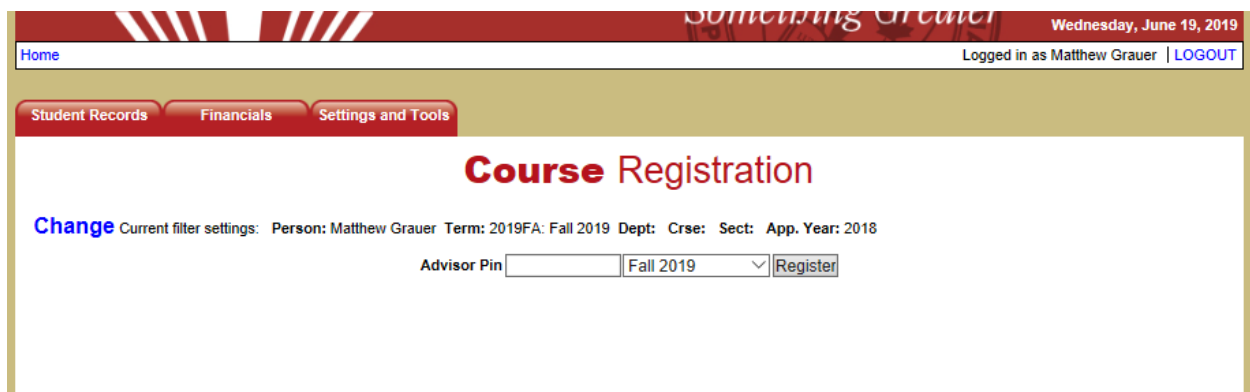 Something Greater
Wednesday, June 19, 2019
Home
Logged in as Matthew Grauer | LOGOUT
Student Records Financials Settings and Tools
Course Registration
Change Current filter settings: Person: Matthew Grauer Term: 2019FA: Fall 2019 Dept: Crse: Sect: App. Year: 2018
Advisor Pin Fall 2019 Register